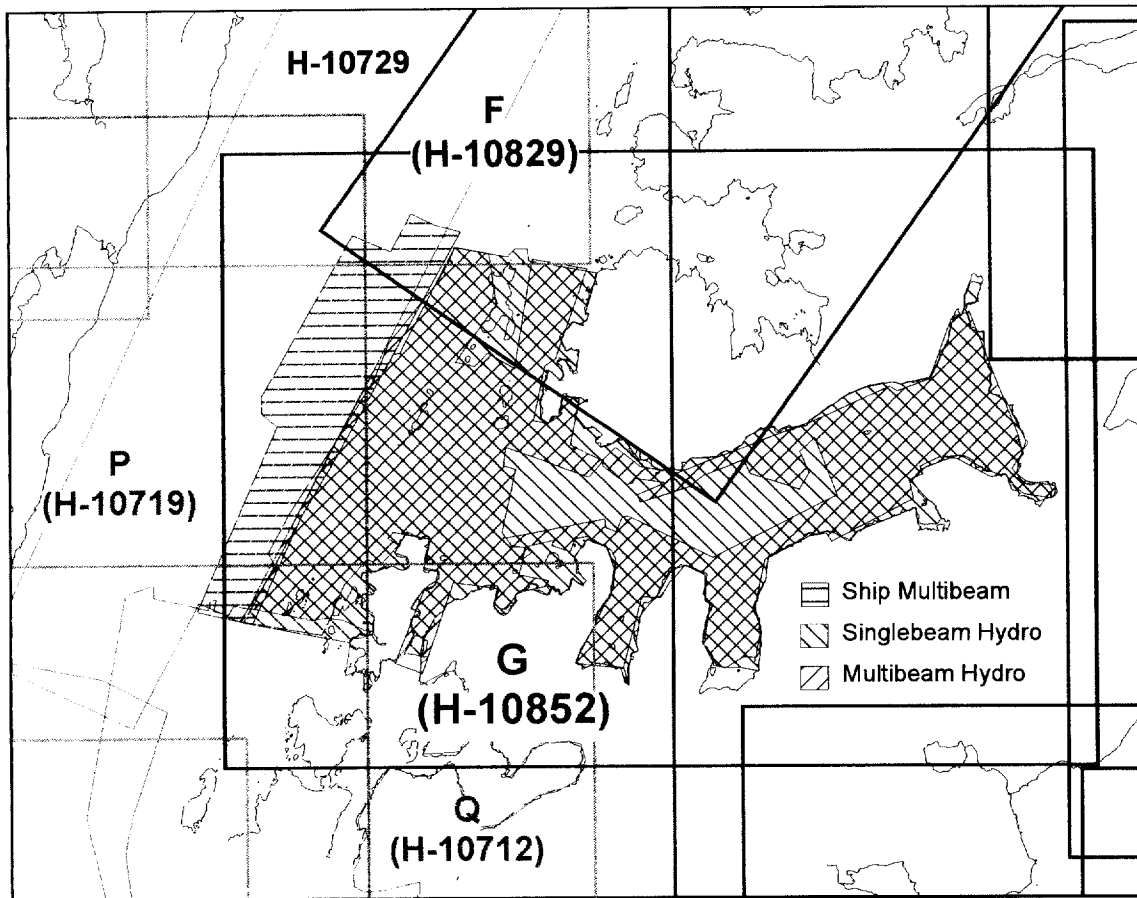 H-10729
F
(H-10829)
P
(H-10719)
Ship Multibeam
Singlebeam Hydro
Multibeam Hydro
G
(H-10852)
Q
(H-10712)